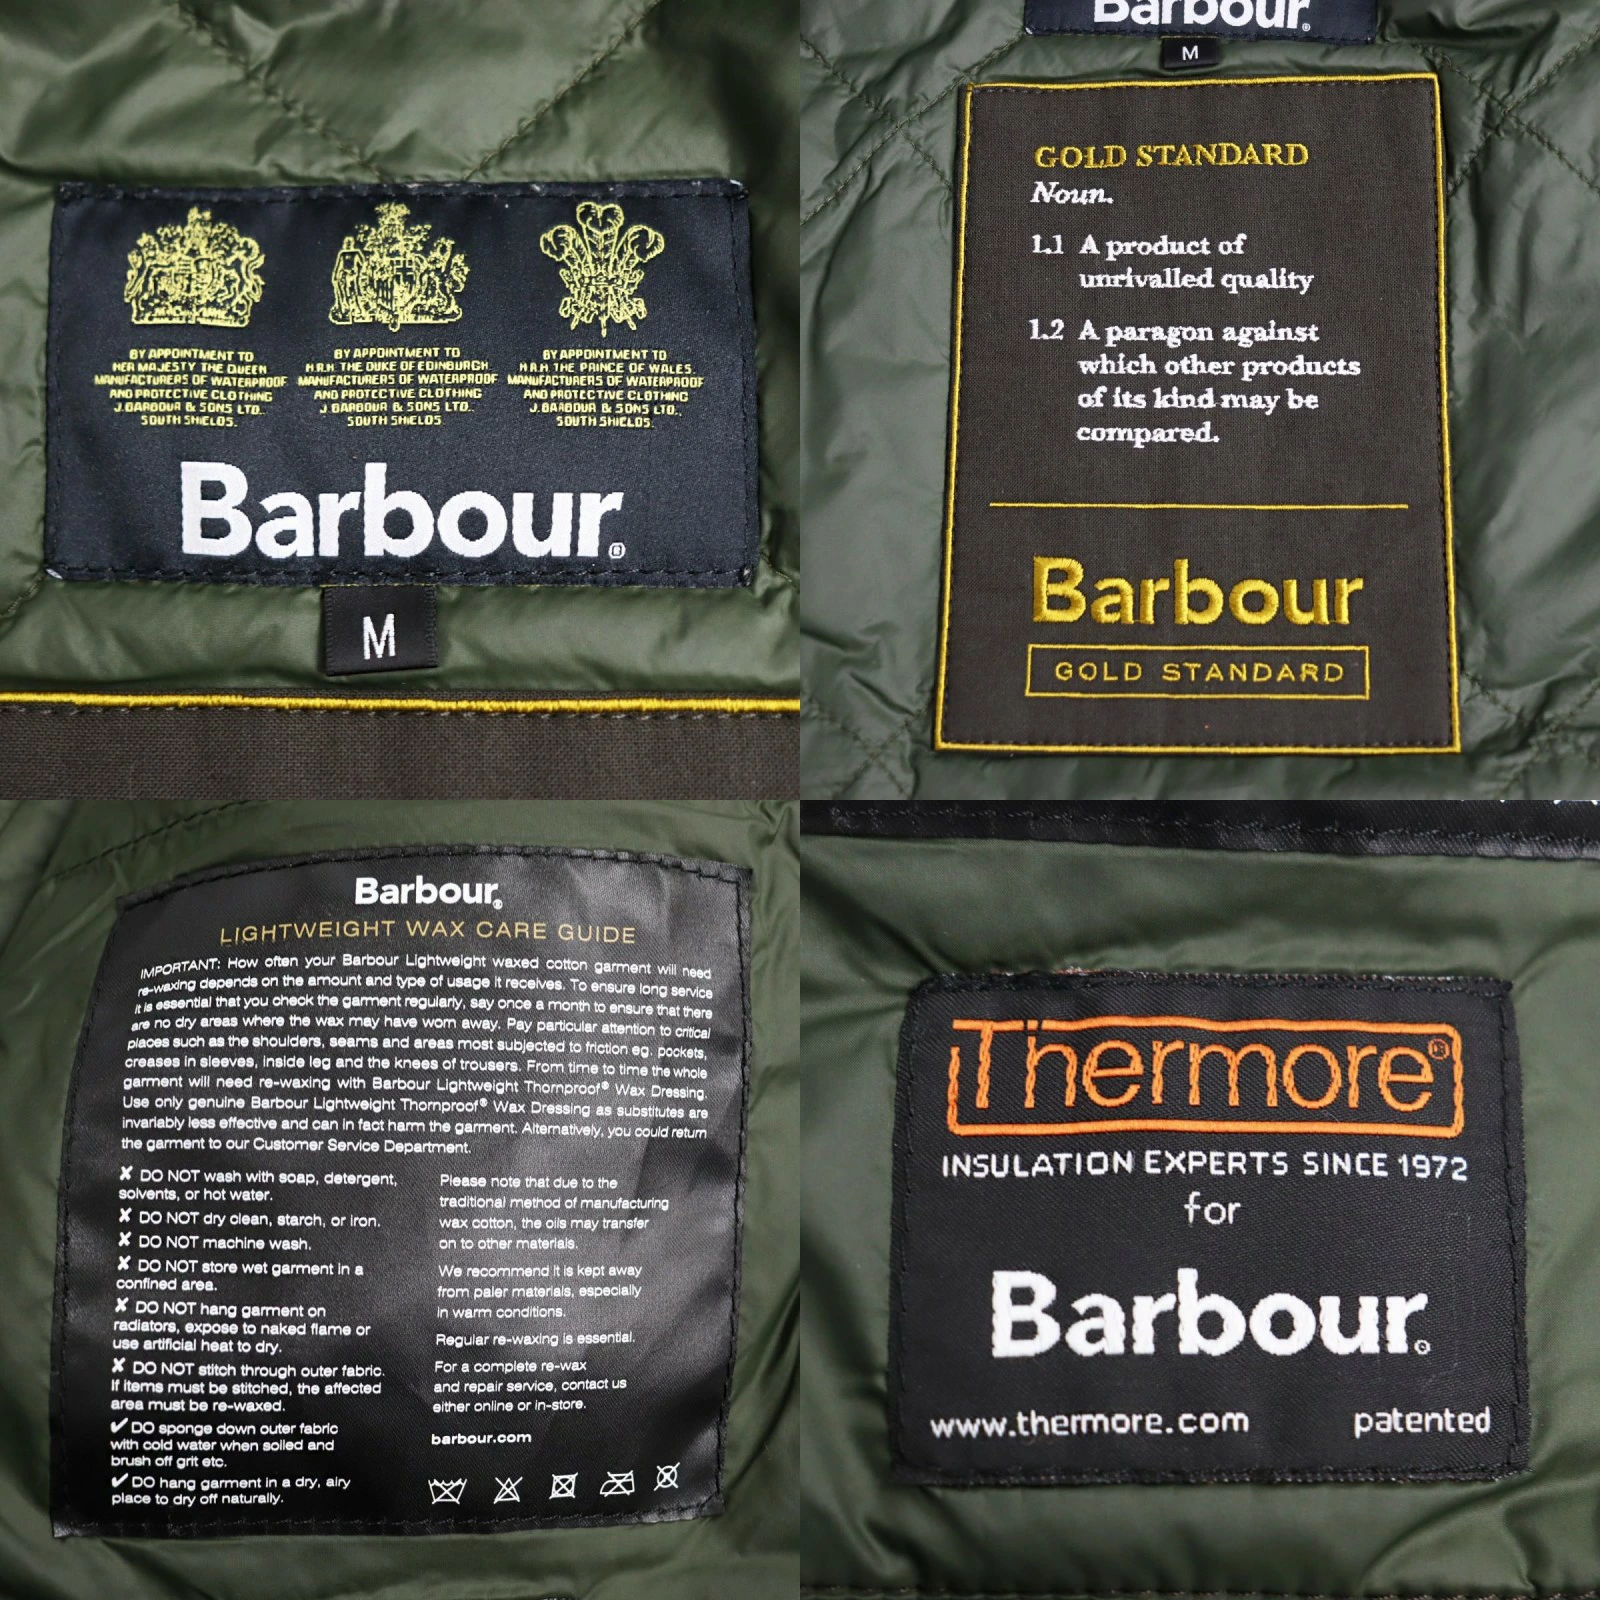 BY APPOINTMENT TO
HER MAJESTY THE QUEEN
MANUFACTURERS OF WATERPROOF
AND PROTECTIVE CLOTHING
J. BARBOUR & SONS LTD.,
SOUTH SHIELDS.
BY APPOINTMENT TO
H.R.H. THE DUKE OF EDINBURGH.
MANUFACTURERS OF WATERPROOF
AND PROTECTIVE CLOTHING
J. BARBOUR & SONS LTD.
SOUTH SHIELDS.
BY APPOINTMENT TO
H.R.H. THE PRINCE OF WALES.
MANUFACTURERS OF WATERPROOF
AND PROTECTIVE CLOTHING
J. BARBOUR & SONS LTD.,
SOUTH SHIELDS.
Barbour®
M
Barbour®
M
GOLD STANDARD
Noun.
1.1 A product of
unrivalled quality
1.2 A paragon against
which other products
of its kind may be
compared.
Barbour
GOLD STANDARD
Barbour®
LIGHTWEIGHT WAX CARE GUIDE
IMPORTANT: How often your Barbour Lightweight waxed cotton garment will need
re-waxing depends on the amount and type of usage it receives. To ensure long service
it is essential that you check the garment regularly, say once a month to ensure that there
are no dry areas where the wax may have worn away. Pay particular attention to critical
places such as the shoulders, seams and areas most subjected to friction eg. pockets,
creases in sleeves, inside leg and the knees of trousers. From time to time the whole
garment will need re-waxing with Barbour Lightweight Thornproof® Wax Dressing.
Use only genuine Barbour Lightweight Thornproof® Wax Dressing as substitutes are
invariably less effective and can in fact harm the garment. Alternatively, you could return
the garment to our Customer Service Department.
✘ DO NOT wash with soap, detergent,
solvents, or hot water.
✘ DO NOT dry clean, starch, or iron.
✘ DO NOT machine wash.
✘ DO NOT store wet garment in a
confined area.
✘ DO NOT hang garment on
radiators, expose to naked flame or
use artificial heat to dry.
✘ DO NOT stitch through outer fabric.
If items must be stitched, the affected
area must be re-waxed.
✔ DO sponge down outer fabric
with cold water when soiled and
brush off grit etc.
✔ DO hang garment in a dry, airy
place to dry off naturally.
Please note that due to the
traditional method of manufacturing
wax cotton, the oils may transfer
on to other materials.
We recommend it is kept away
from paler materials, especially
in warm conditions.
Regular re-waxing is essential.
For a complete re-wax
and repair service, contact us
either online or in-store.
barbour.com
Thermore®
INSULATION EXPERTS SINCE 1972
for
Barbour®
www.thermore.com patented